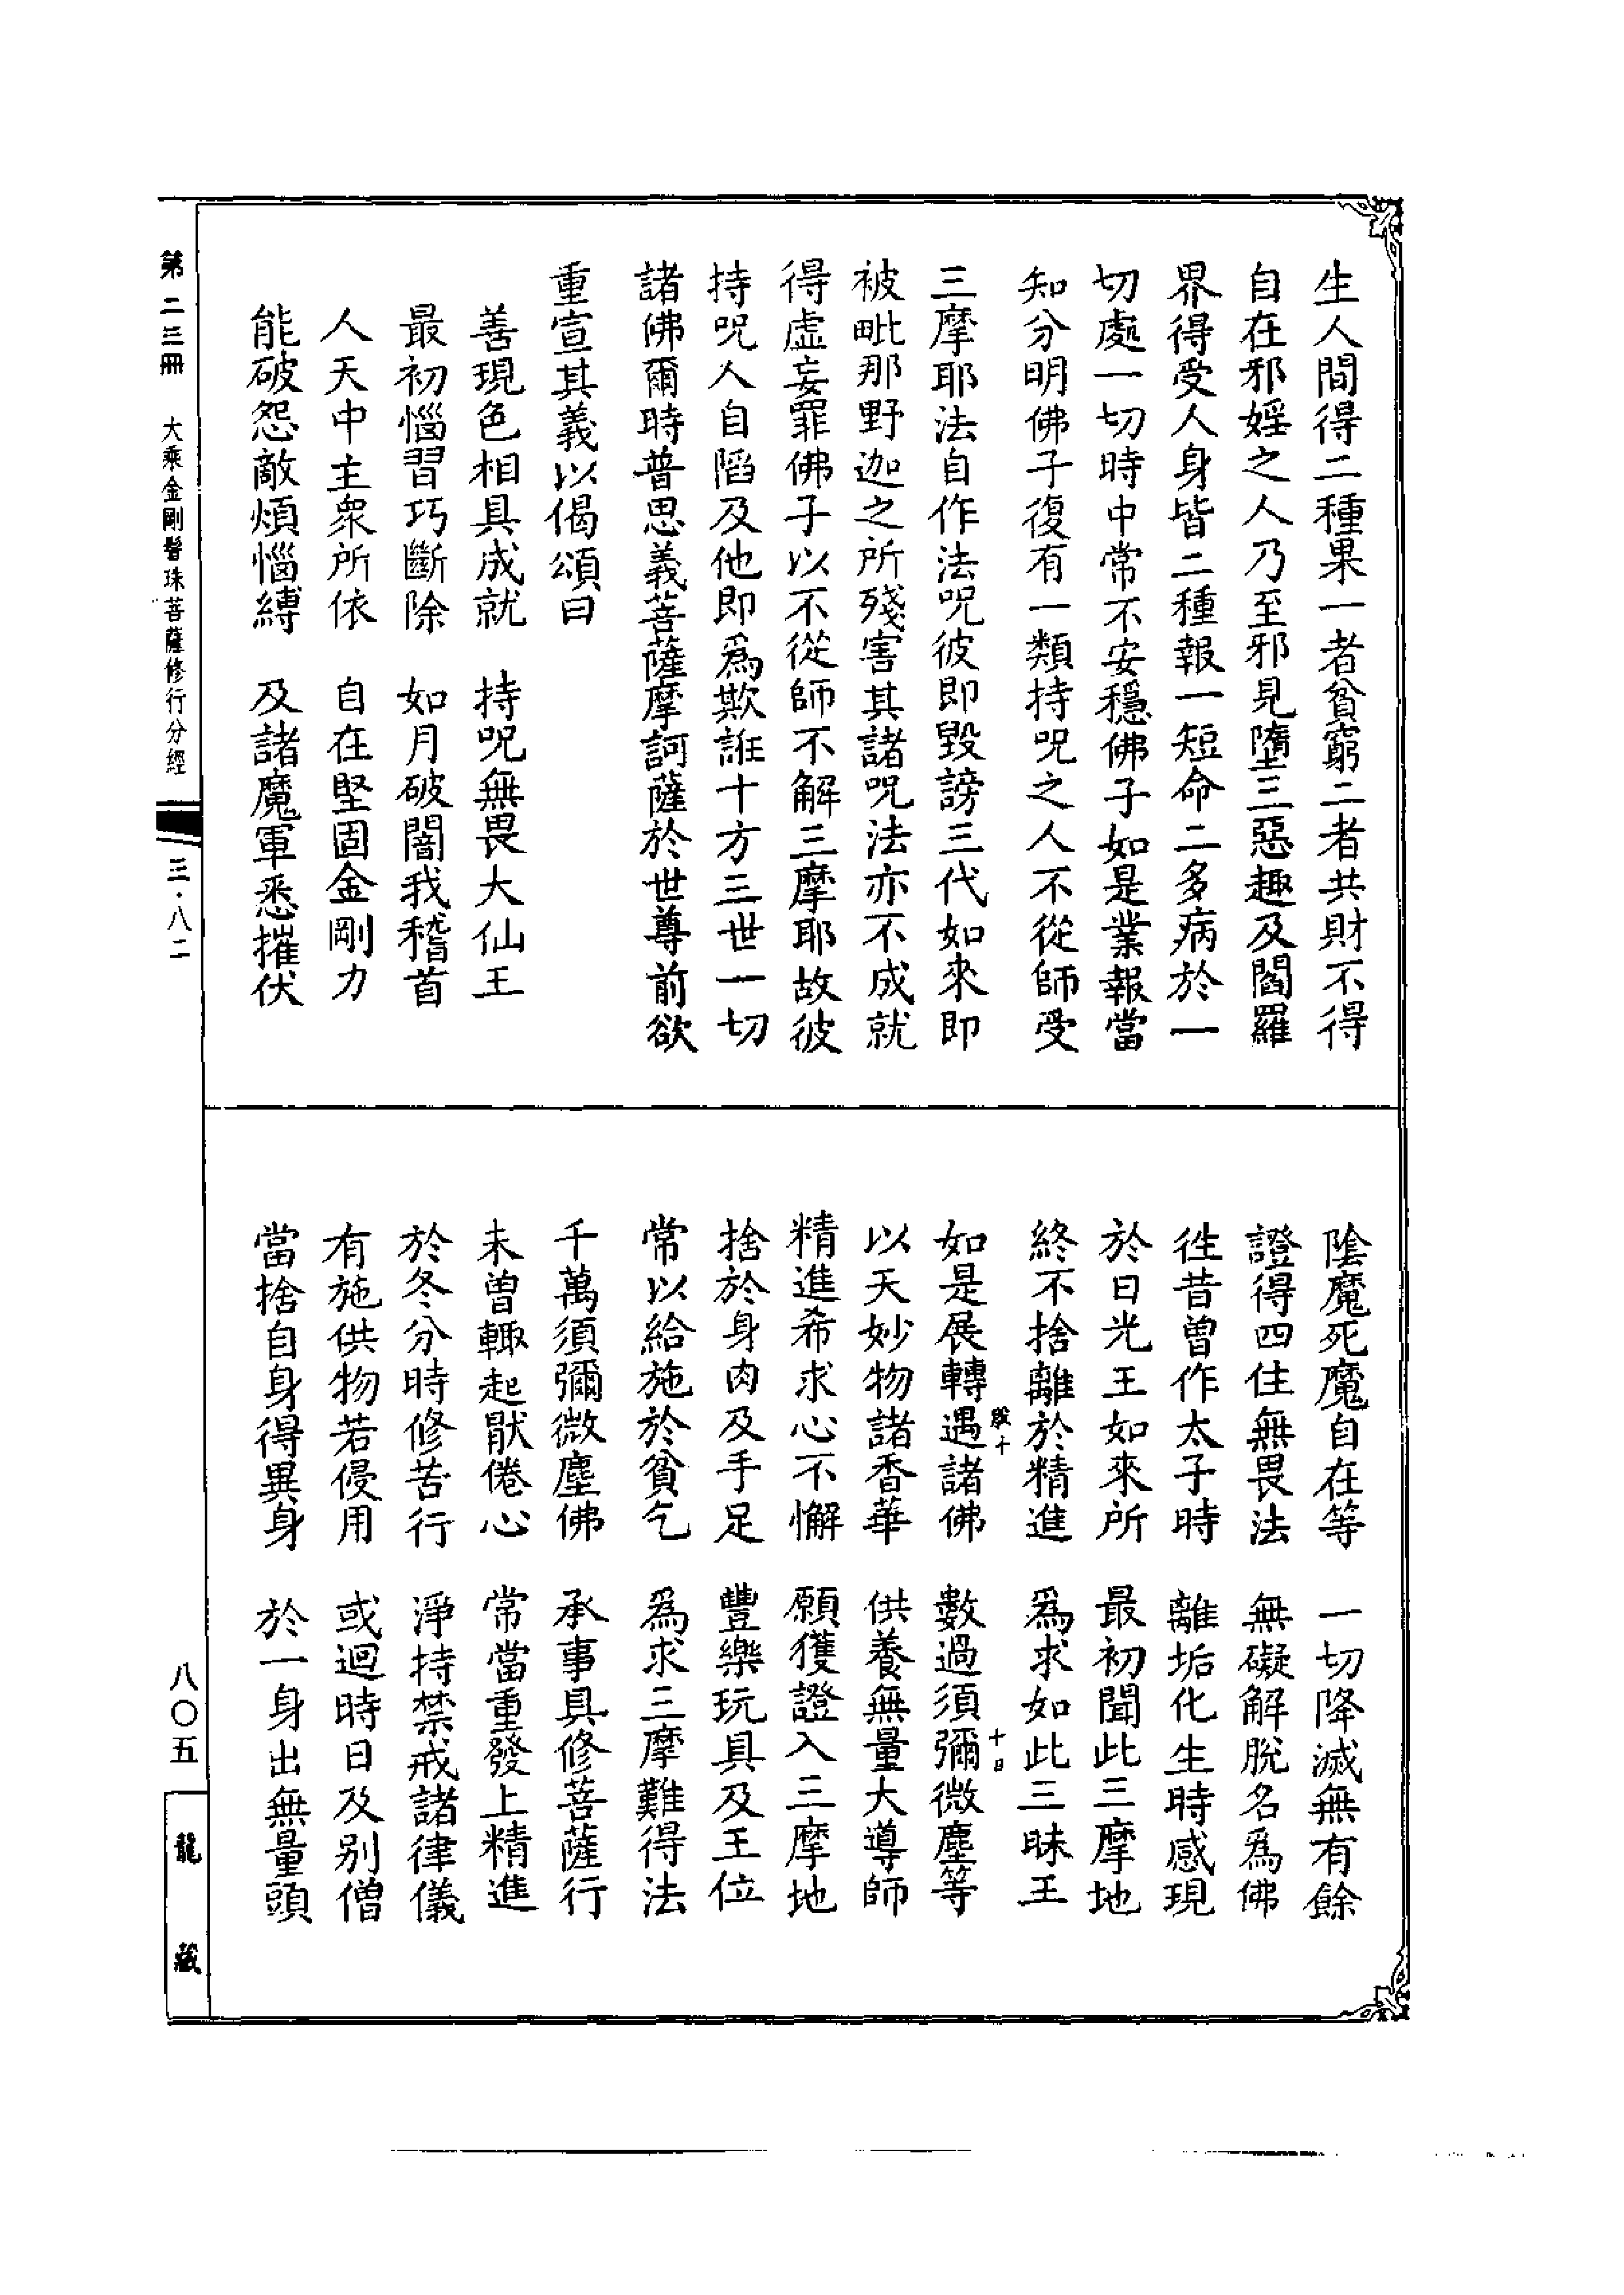 生人間得二種果一者貧窮二者共財不得
自在邪婬之人乃至邪見墮三惡趣及閻羅
界得受人身皆二種報一短命二多病於一
切處一切時中常不安穩佛子如是業報當
知分明佛子復有一類持呪之人不從師受
三摩耶法自作法呪彼即毀謗三代如來即
被毗那野迦之所殘害其諸呪法亦不成就
得虛妄罪佛子以不從師不解三摩耶故彼
持呪人自陷及他即爲欺誑十方三世一切
諸佛爾時普思義菩薩摩訶薩於世尊前欲
重宣其義以偈頌曰
善現色相具成就　持呪無畏大仙王
最初惱習巧斷除　如月破闇我稽首
人天中主眾所依　自在堅固金剛力
能破怨敵煩惱縛　及諸魔軍悉摧伏
陰魔死魔自在等　一切降滅無有餘
證得四住無畏法　無礙解脫名爲佛
徃昔曾作太子時　離垢化生時感現
於日光王如來所　最初聞此三摩地
終不捨離於精進　爲求如此三昧王
如是展轉遇諸佛　數過須彌微塵等
以天妙物諸香華　供養無量大導師
精進希求心不懈　願獲證入三摩地
捨於身肉及手足　豐樂玩具及王位
常以給施於貧乞　爲求三摩難得法
千萬須彌微塵佛　承事具修菩薩行
未曾輙起猒倦心　常當重發上精進
於冬分時修苦行　淨持禁戒諸律儀
有施供物若侵用　或迴時日及别僧
當捨自身得異身　於一身出無量頭
第二三冊　大乘金剛髻珠菩薩修行分經
三·八二
八〇五
龍藏